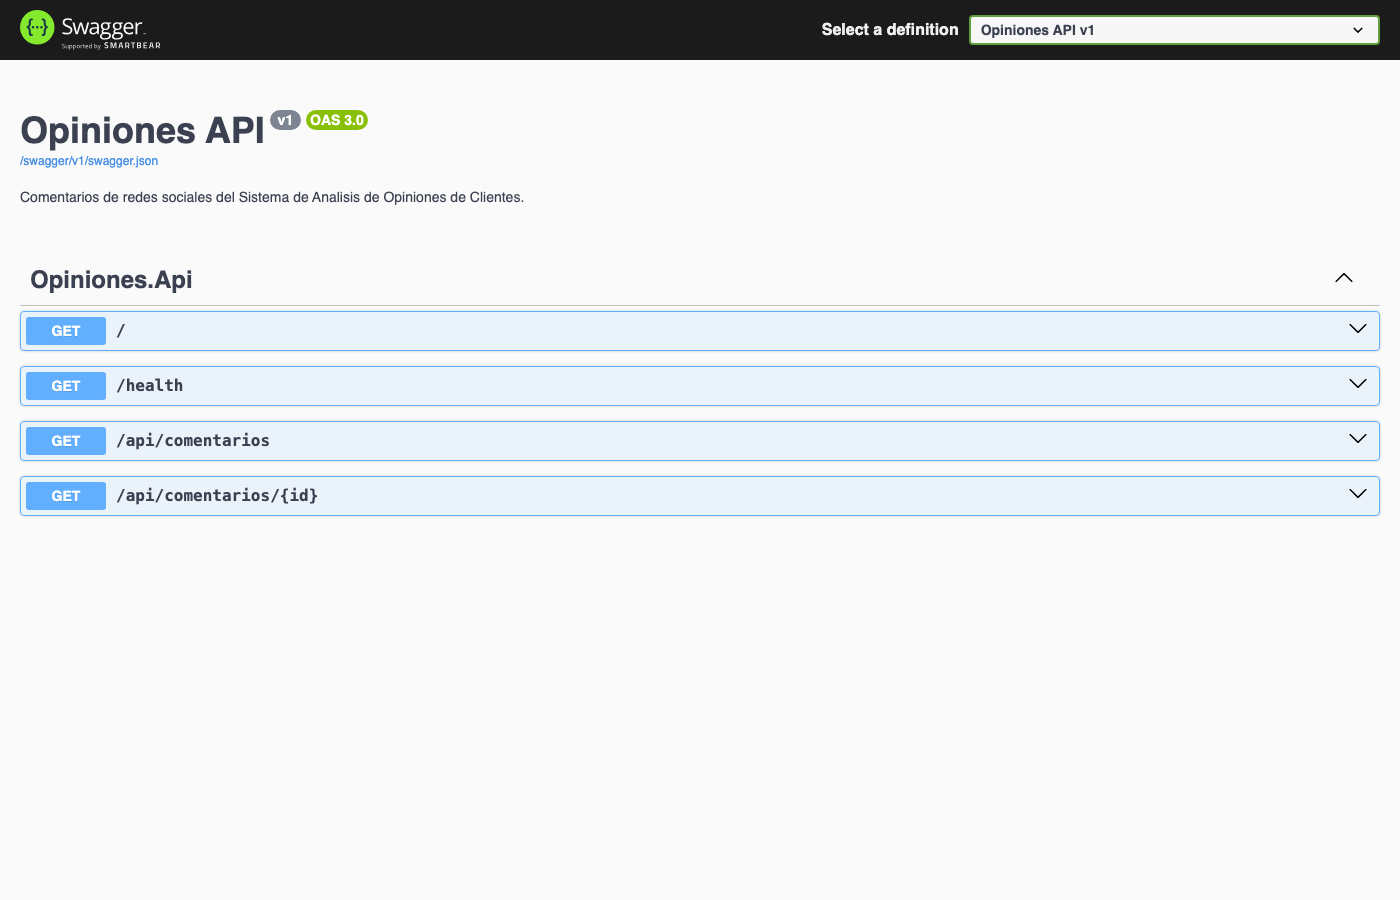 Swagger
Supported by SMARTBEAR
Select a definition
Opiniones API v1
Opiniones API v1 OAS 3.0
/swagger/v1/swagger.json
Comentarios de redes sociales del Sistema de Analisis de Opiniones de Clientes.
Opiniones.Api
GET /
GET /health
GET /api/comentarios
GET /api/comentarios/{id}